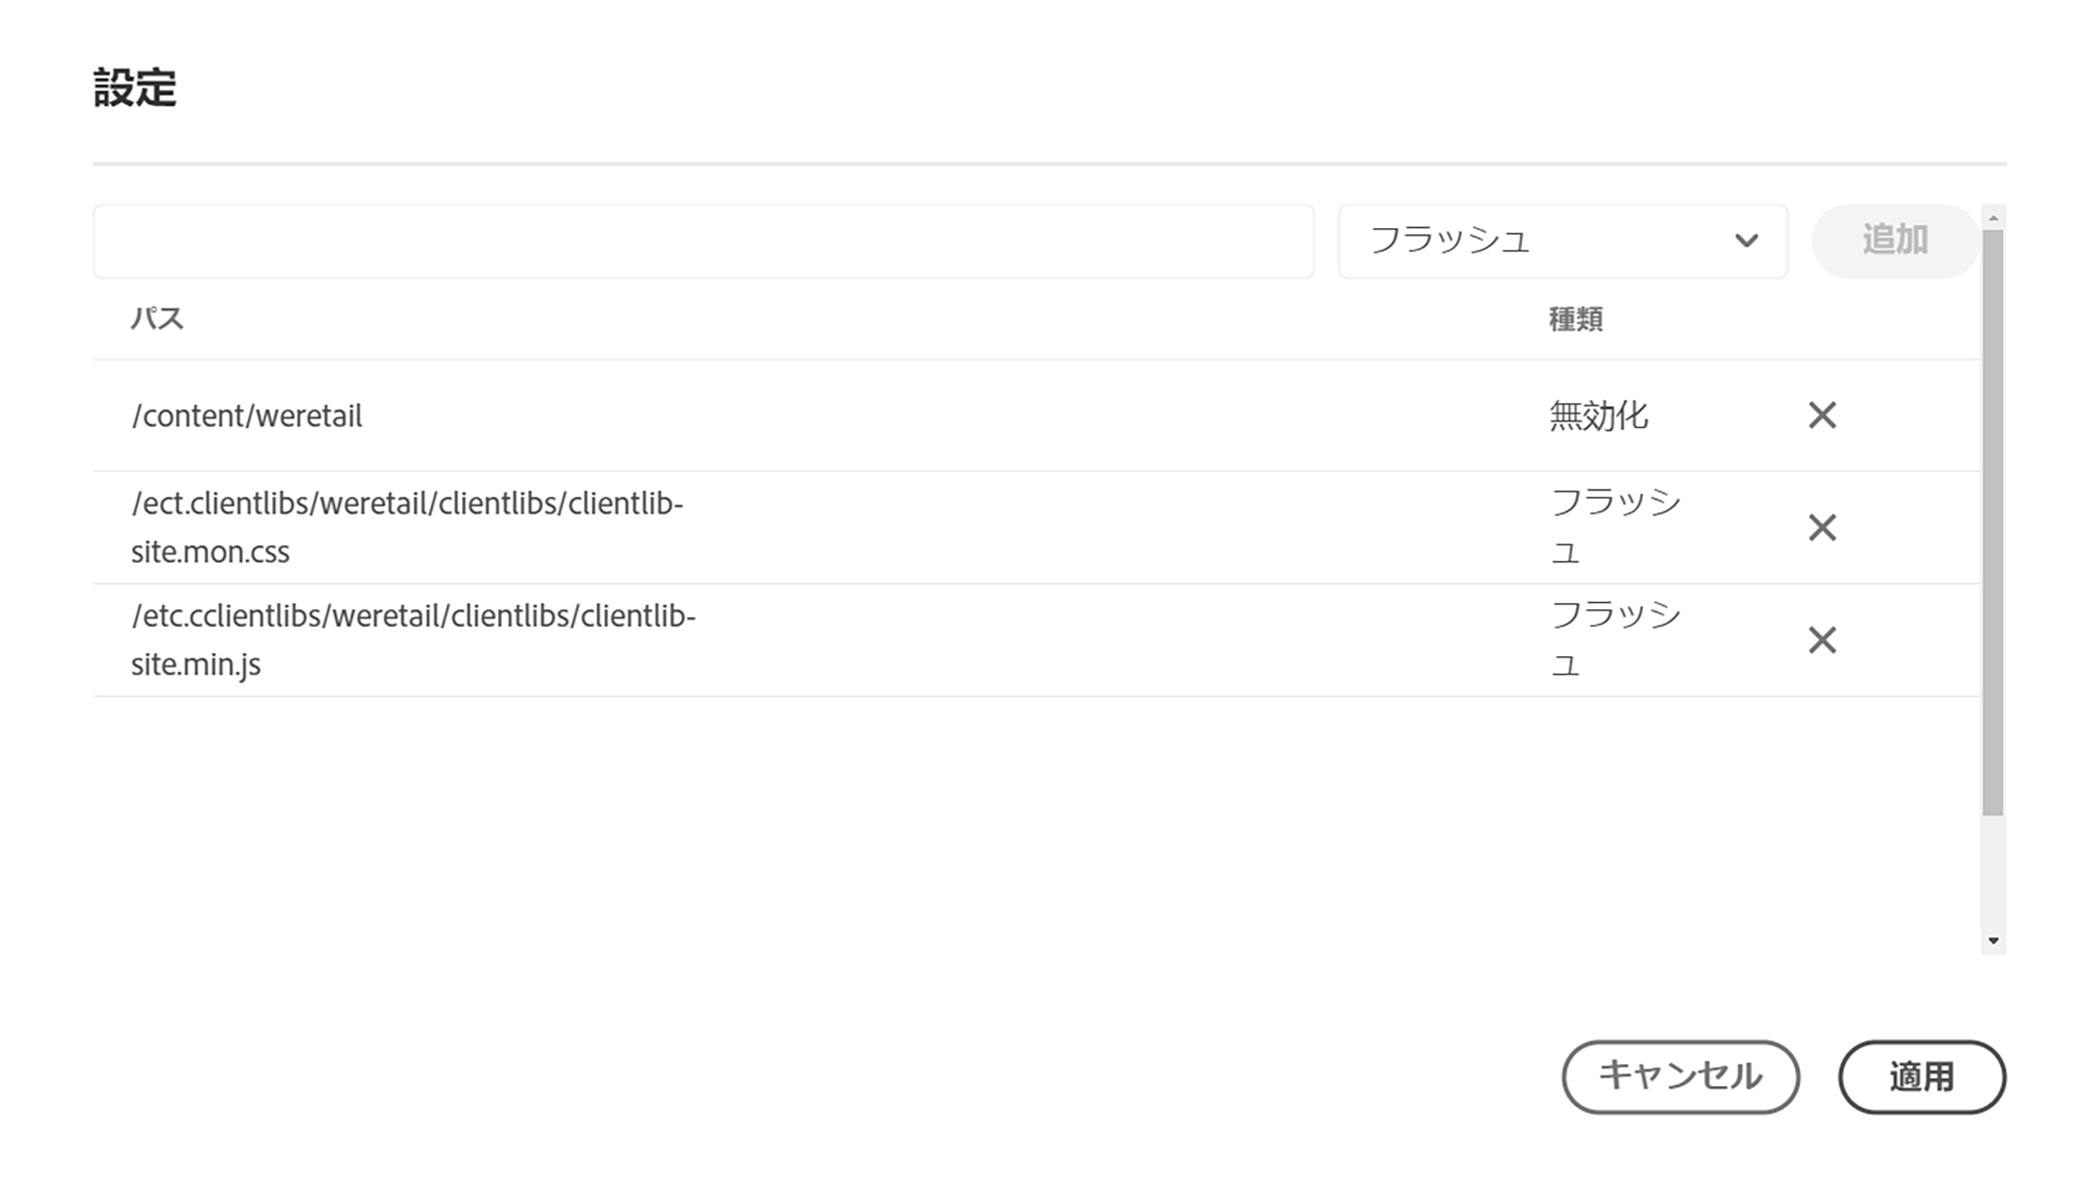 設定
フラッシュ
追加
パス
種類
/content/weretail
無効化
/ect.clientlibs/weretail/clientlibs/clientlib-
site.mon.css
フラッシ
ュ
/etc.cclientlibs/weretail/clientlibs/clientlib-
site.min.js
フラッシ
ュ
キャンセル
適用